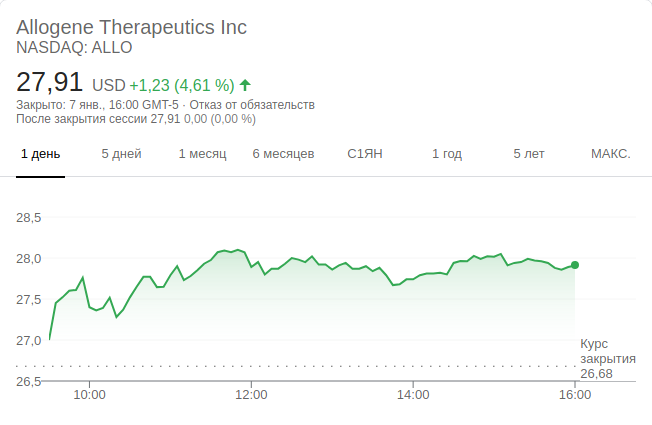 Allogene Therapeutics Inc
NASDAQ: ALLO
27,91 USD +1,23 (4,61 %)
Закрыто: 7 янв., 16:00 GMT-5 · Отказ от обязательств
После закрытия сессии 27,91 0,00 (0,00 %)
1 день 5 дней 1 месяц 6 месяцев С1ЯН 1 год 5 лет МАКС.
28,5
28,0
27,5
27,0
26,5
Курс
закрытия
26,68
10:00 12:00 14:00 16:00